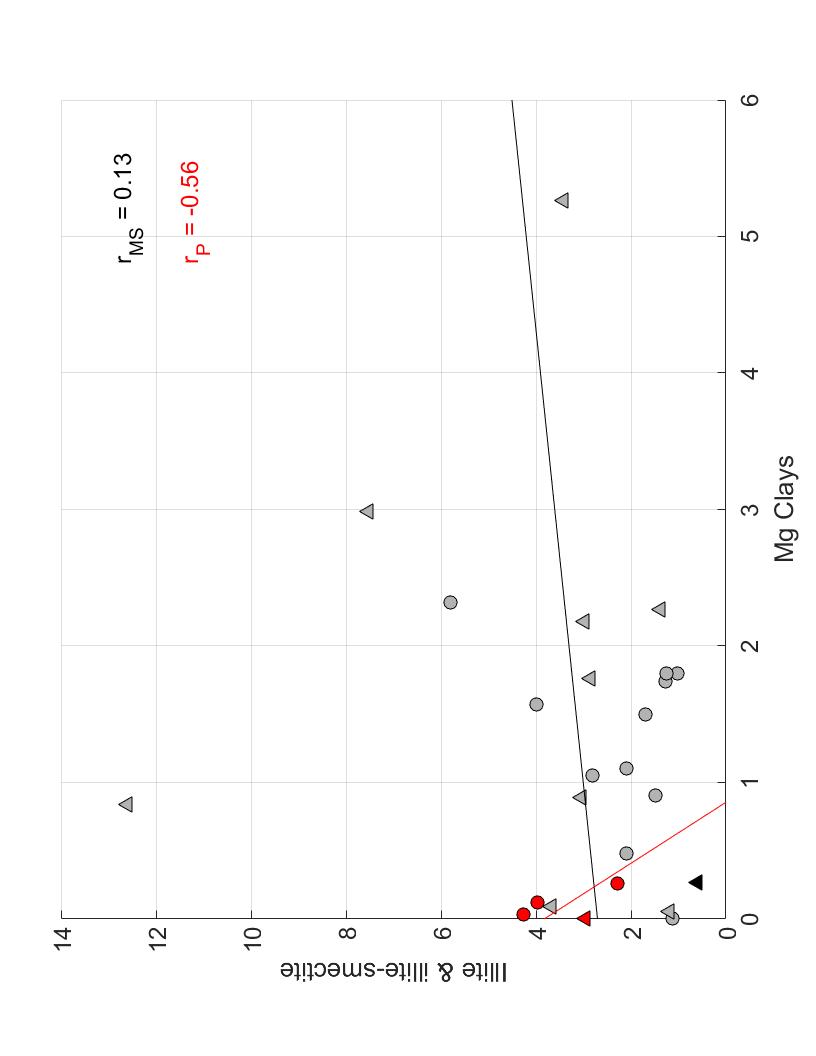 14
12
10
8
6
4
2
0
Illite & illite-smectite
r_MS = 0.13
r_P = -0.56
0 1 2 3 4 5 6
Mg Clays